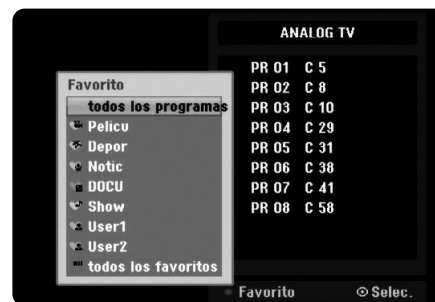 ANALOG TV
PR 01 C 5
PR 02 C 8
PR 03 C 10
PR 04 C 29
PR 05 C 31
PR 06 C 38
PR 07 C 41
PR 08 C 58
Favorito
todos los programas
Pelicu
Depor
Notic
DOCU
Show
User1
User2
All todos los favoritos
Favorito
Selec.